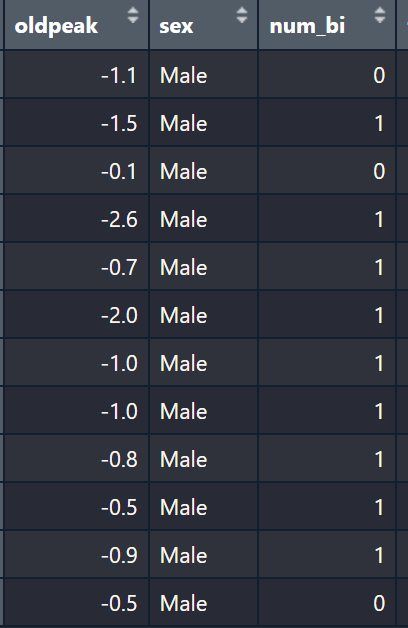 oldpeak sex num_bi
-1.1 Male 0
-1.5 Male 1
-0.1 Male 0
-2.6 Male 1
-0.7 Male 1
-2.0 Male 1
-1.0 Male 1
-1.0 Male 1
-0.8 Male 1
-0.5 Male 1
-0.9 Male 1
-0.5 Male 0